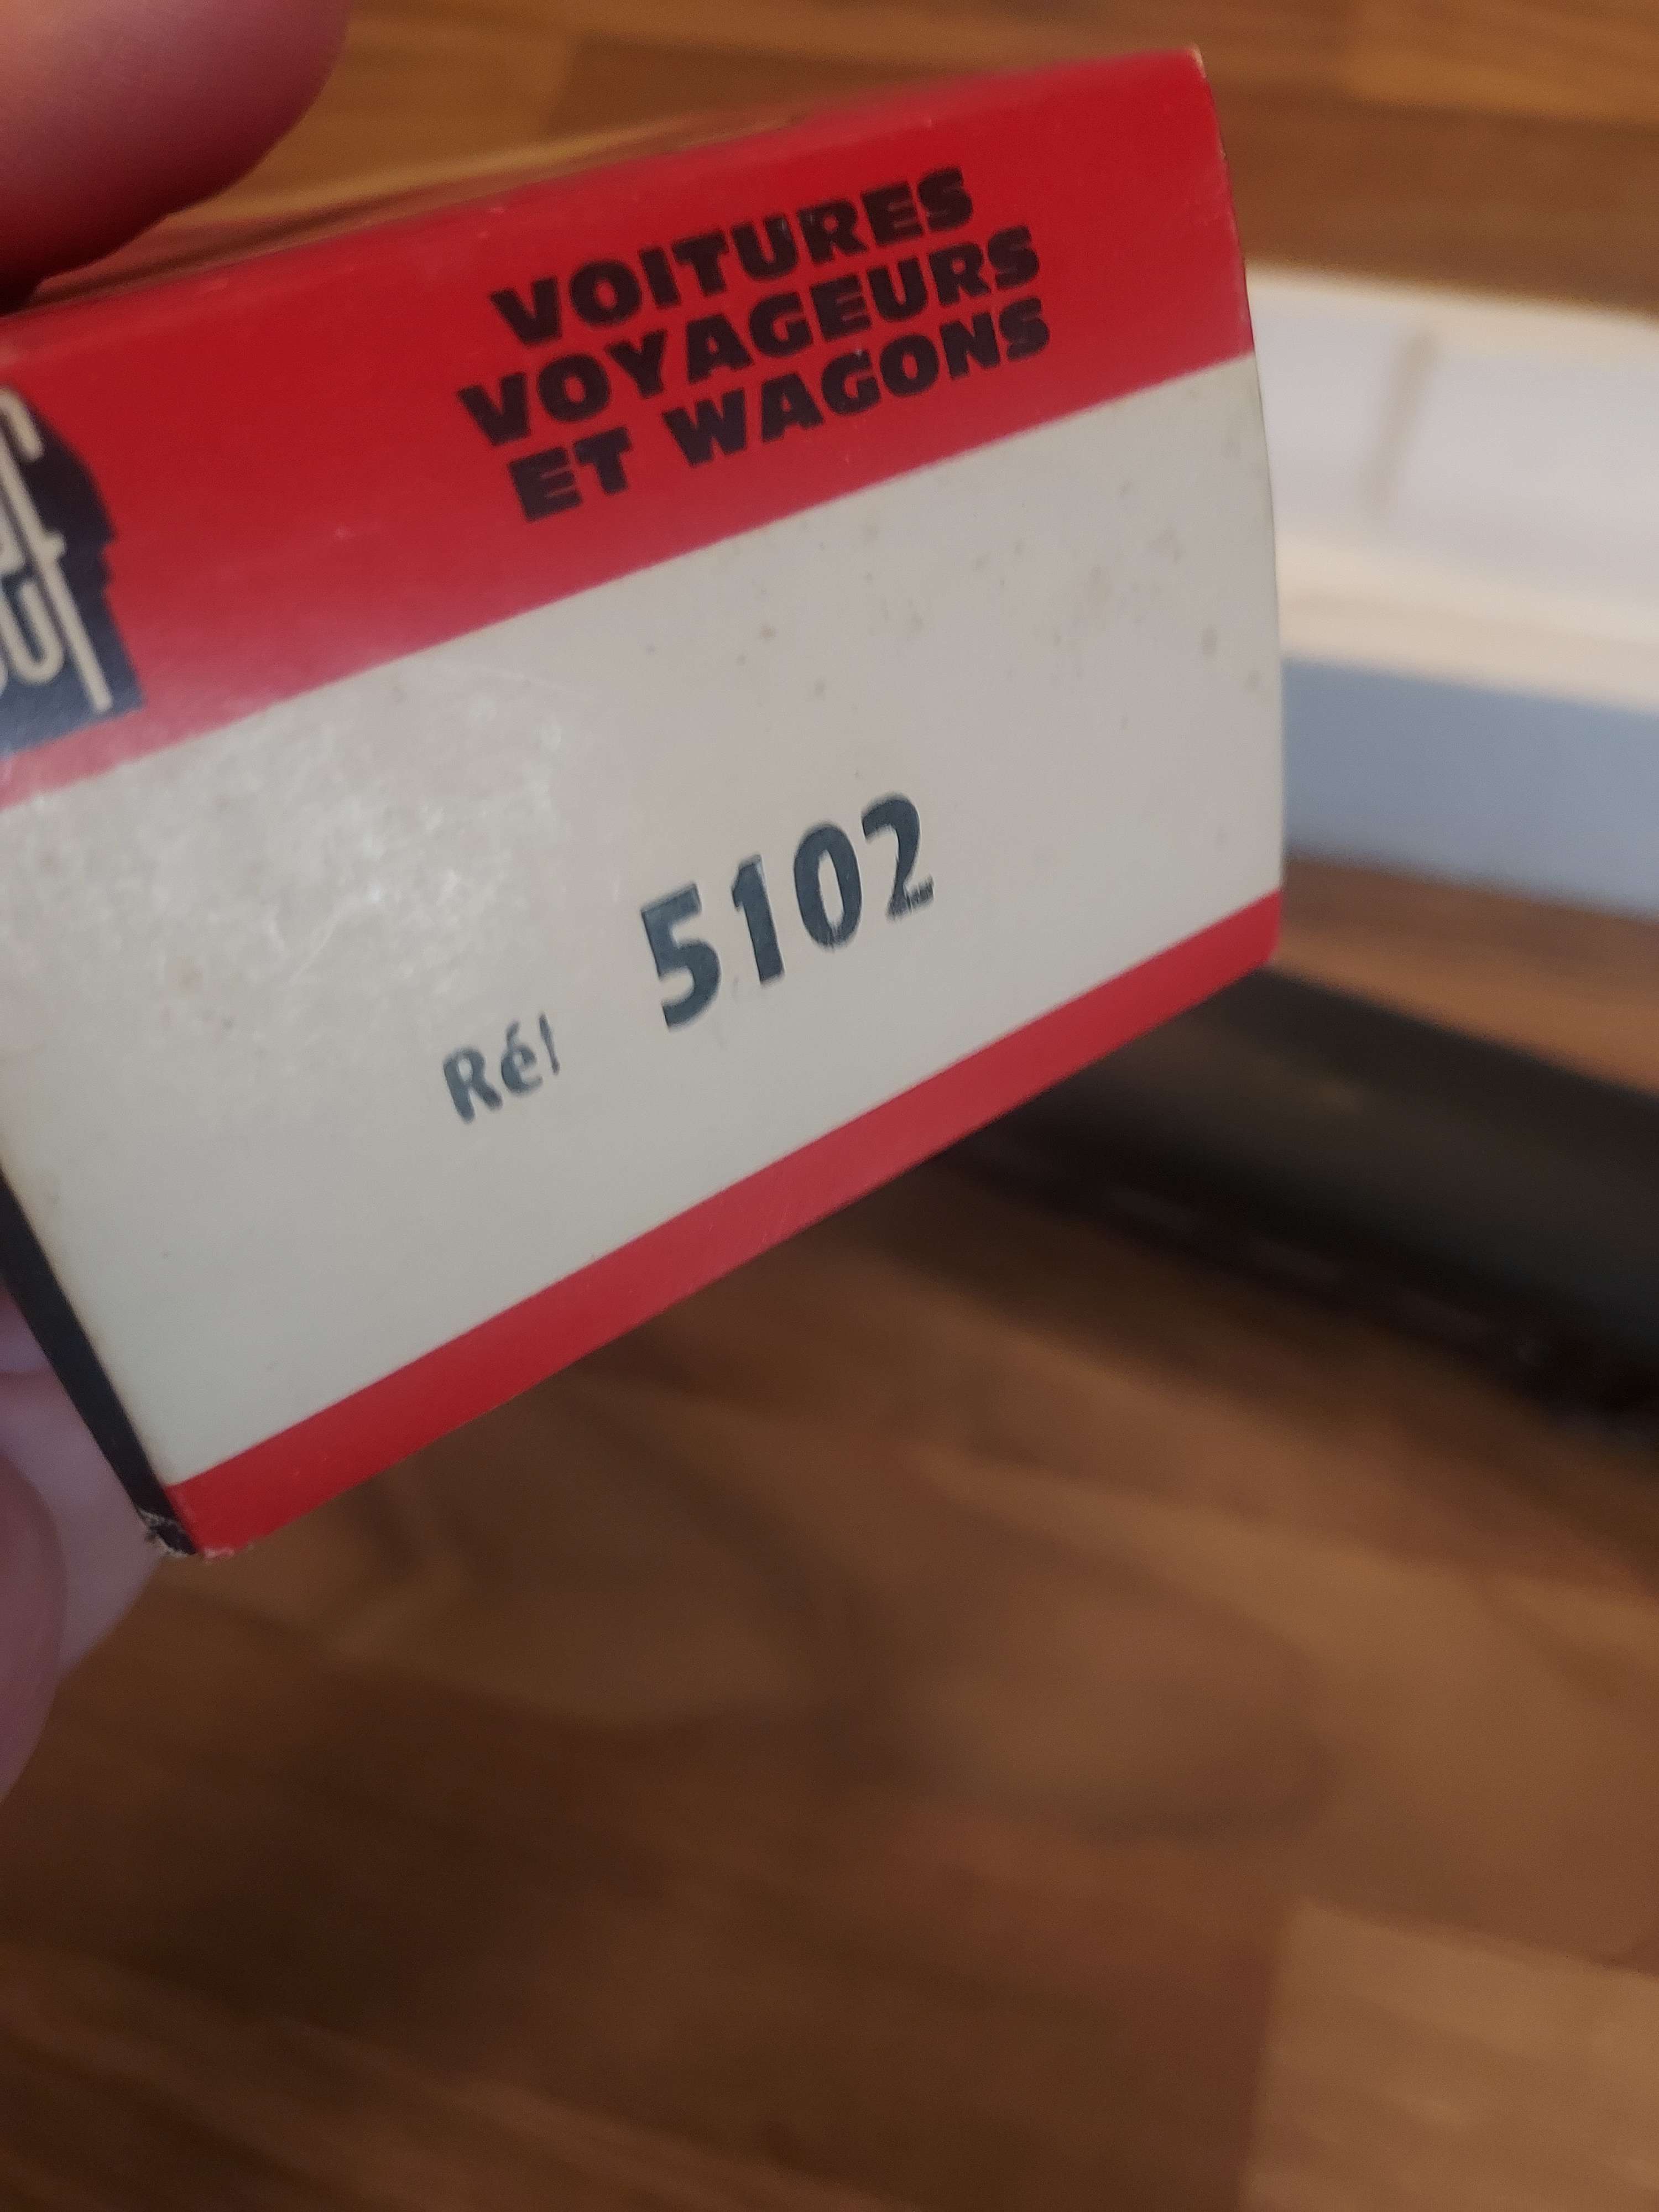 VOITURES
VOYAGEURS
ET WAGONS
Réf 5102